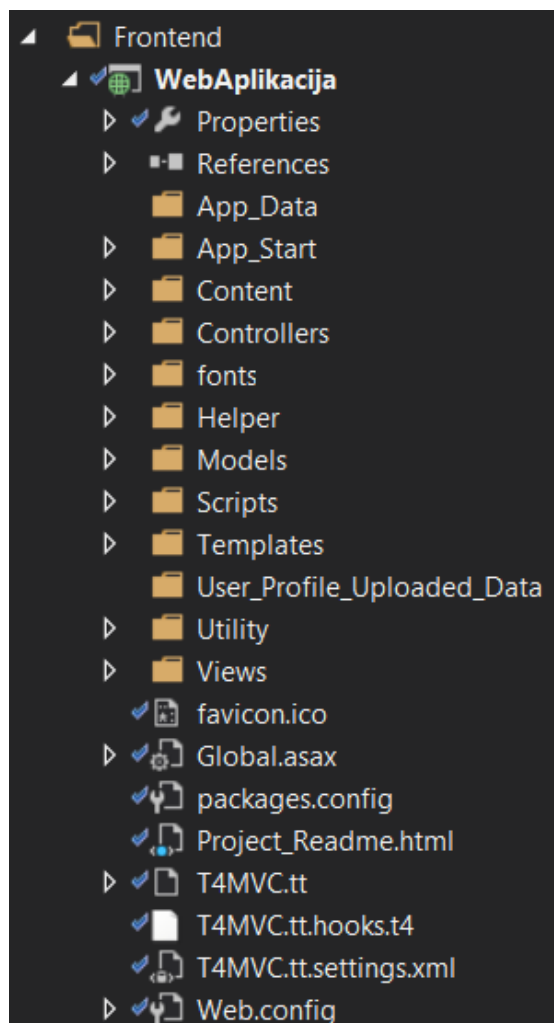 Frontend
WebAplikacija
Properties
References
App_Data
App_Start
Content
Controllers
fonts
Helper
Models
Scripts
Templates
User_Profile_Uploaded_Data
Utility
Views
favicon.ico
Global.asax
packages.config
Project_Readme.html
T4MVC.tt
T4MVC.tt.hooks.t4
T4MVC.tt.settings.xml
Web.config